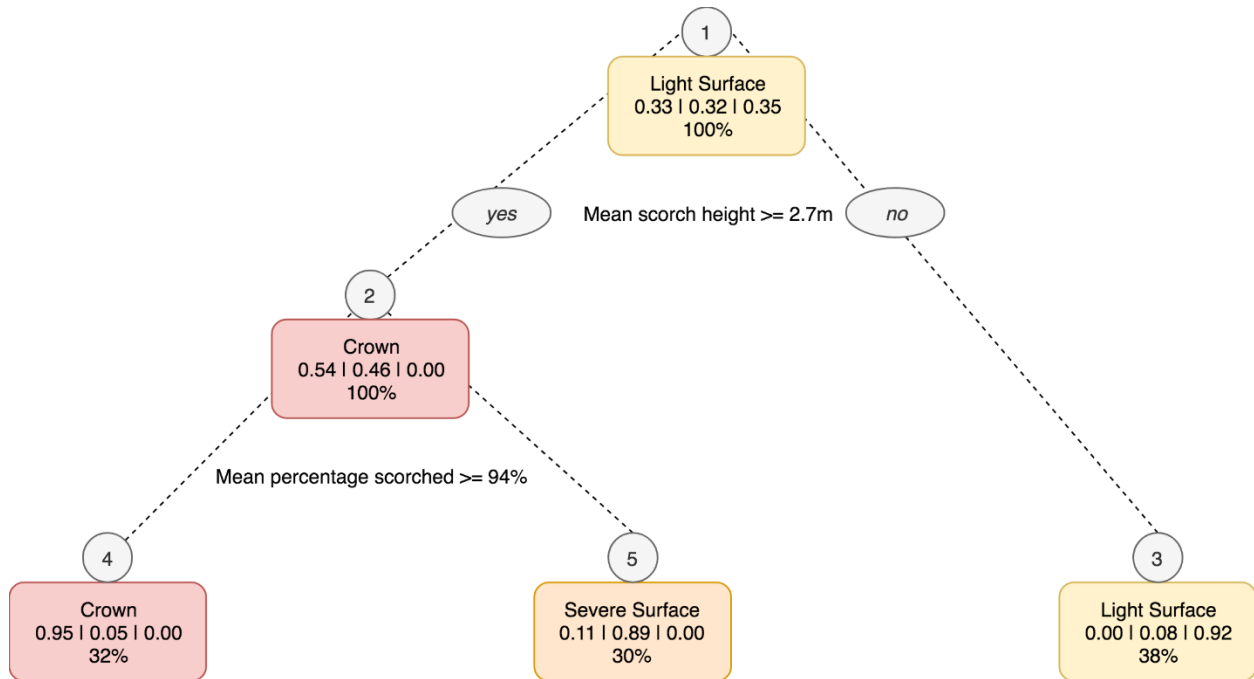 1
Light Surface
0.33 | 0.32 | 0.35
100%
yes
Mean scorch height >= 2.7m
no
2
Crown
0.54 | 0.46 | 0.00
100%
Mean percentage scorched >= 94%
4
Crown
0.95 | 0.05 | 0.00
32%
5
Severe Surface
0.11 | 0.89 | 0.00
30%
3
Light Surface
0.00 | 0.08 | 0.92
38%